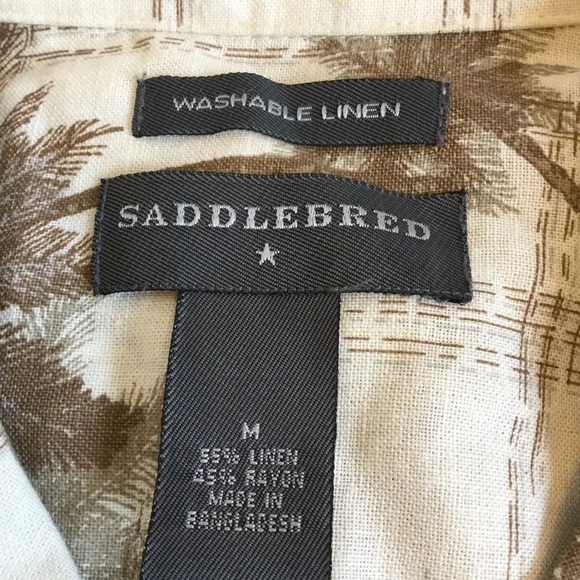 WASHABLE LINEN
SADDLEBRED
M
55% LINEN
45% RAYON
MADE IN
BANGLADESH